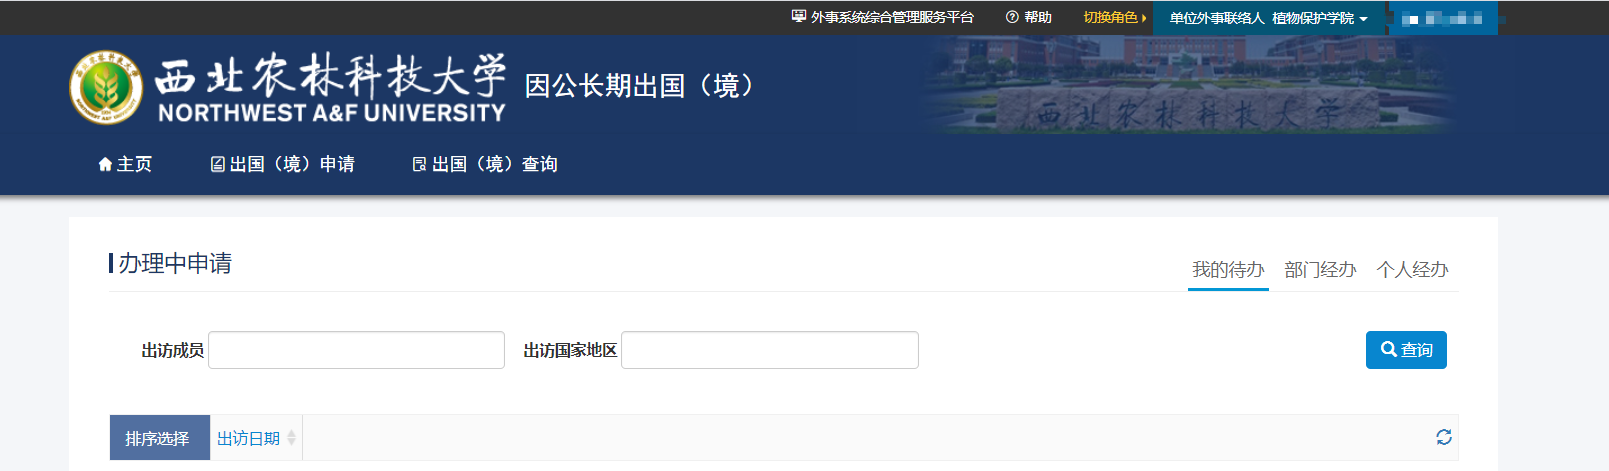 外事系统综合管理服务平台 帮助 切换角色 单位外事联络人 植物保护学院
西北农林科技大学
NORTHWEST A&F UNIVERSITY
因公长期出国（境）
西北农林科技大学
主页 出国（境）申请 出国（境）查询
办理中申请
我的待办 部门经办 个人经办
出访成员 出访国家地区 查询
排序选择 出访日期